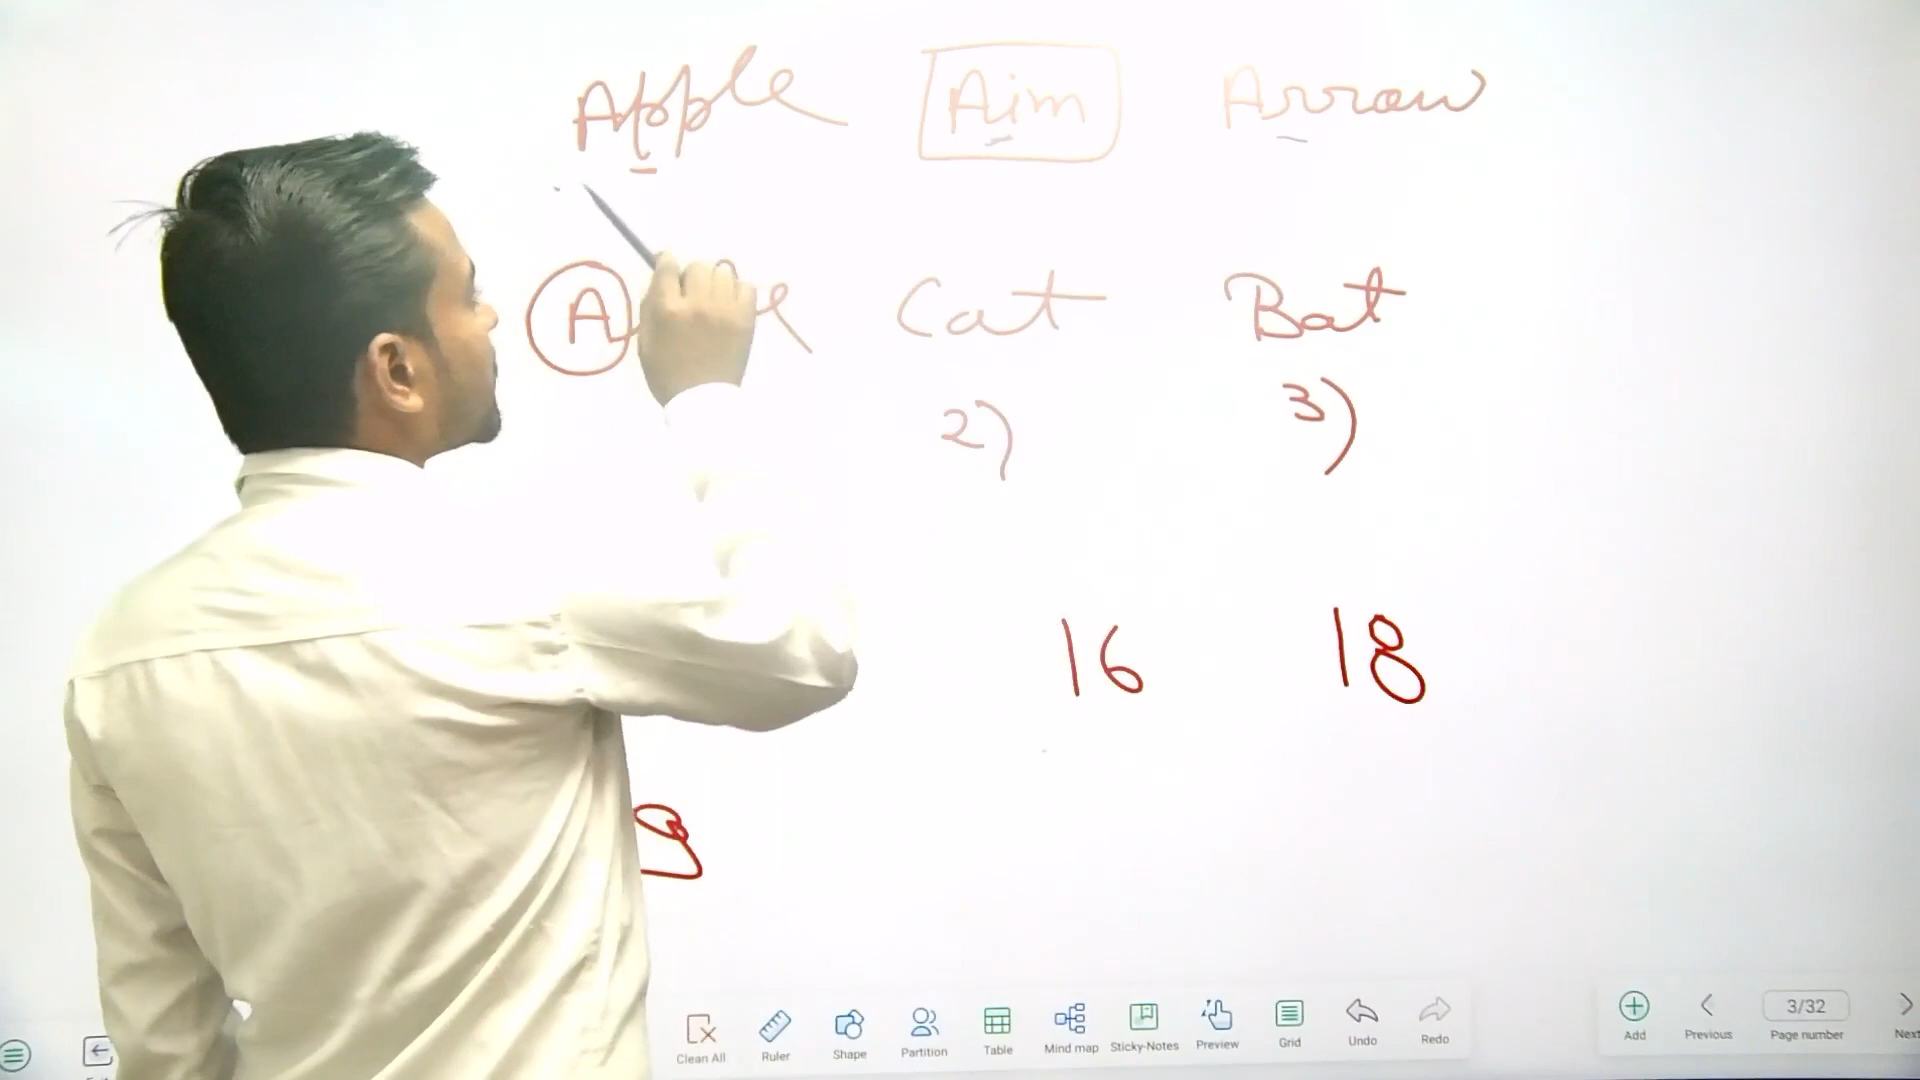 Apple Aim Arrow
A Cat Bat
2) 3)
16 18
Clean All Ruler Shape Partition Table Mind map Sticky-Notes Preview Grid Undo Redo
Add Previous 3/32 Page number Next